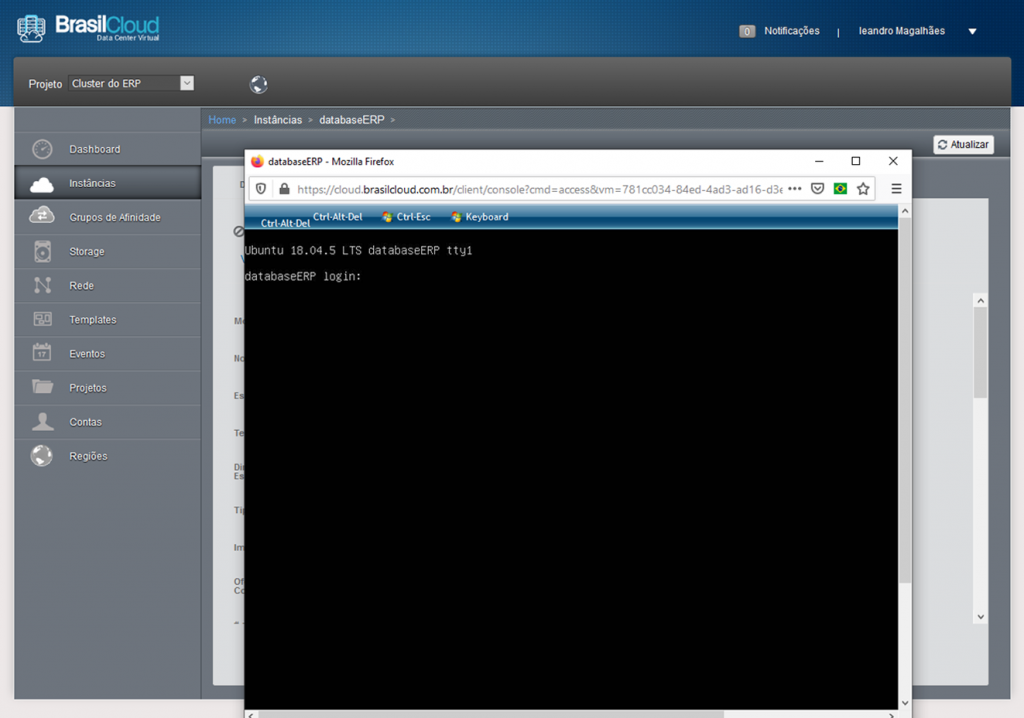 BrasilCloud
Data Center Virtual
0 Notificações | leandro Magalhães
Projeto Cluster do ERP
Home > Instâncias > databaseERP >
Atualizar
Dashboard
Instâncias
Grupos de Afinidade
Storage
Rede
Templates
Eventos
17
Projetos
Contas
Regiões
databaseERP - Mozilla Firefox
https://cloud.brasilcloud.com.br/client/console?cmd=access&vm=781cc034-84ed-4ad3-ad16-d3e
Ctrl-Alt-Del Ctrl-Alt-Del Ctrl-Esc Keyboard
Ubuntu 18.04.5 LTS databaseERP tty1
databaseERP login: